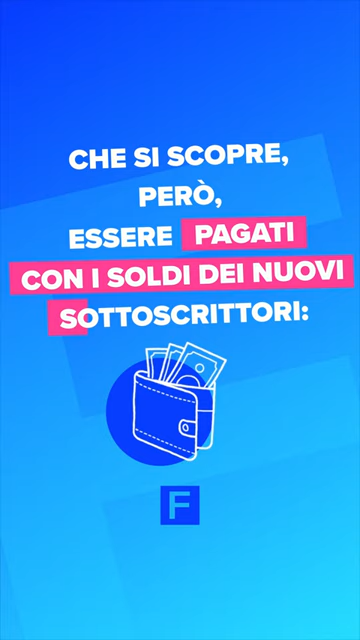 CHE SI SCOPRE,
PERÒ,
ESSERE PAGATI
CON I SOLDI DEI NUOVI
SOTTOSCRITTORI:
F